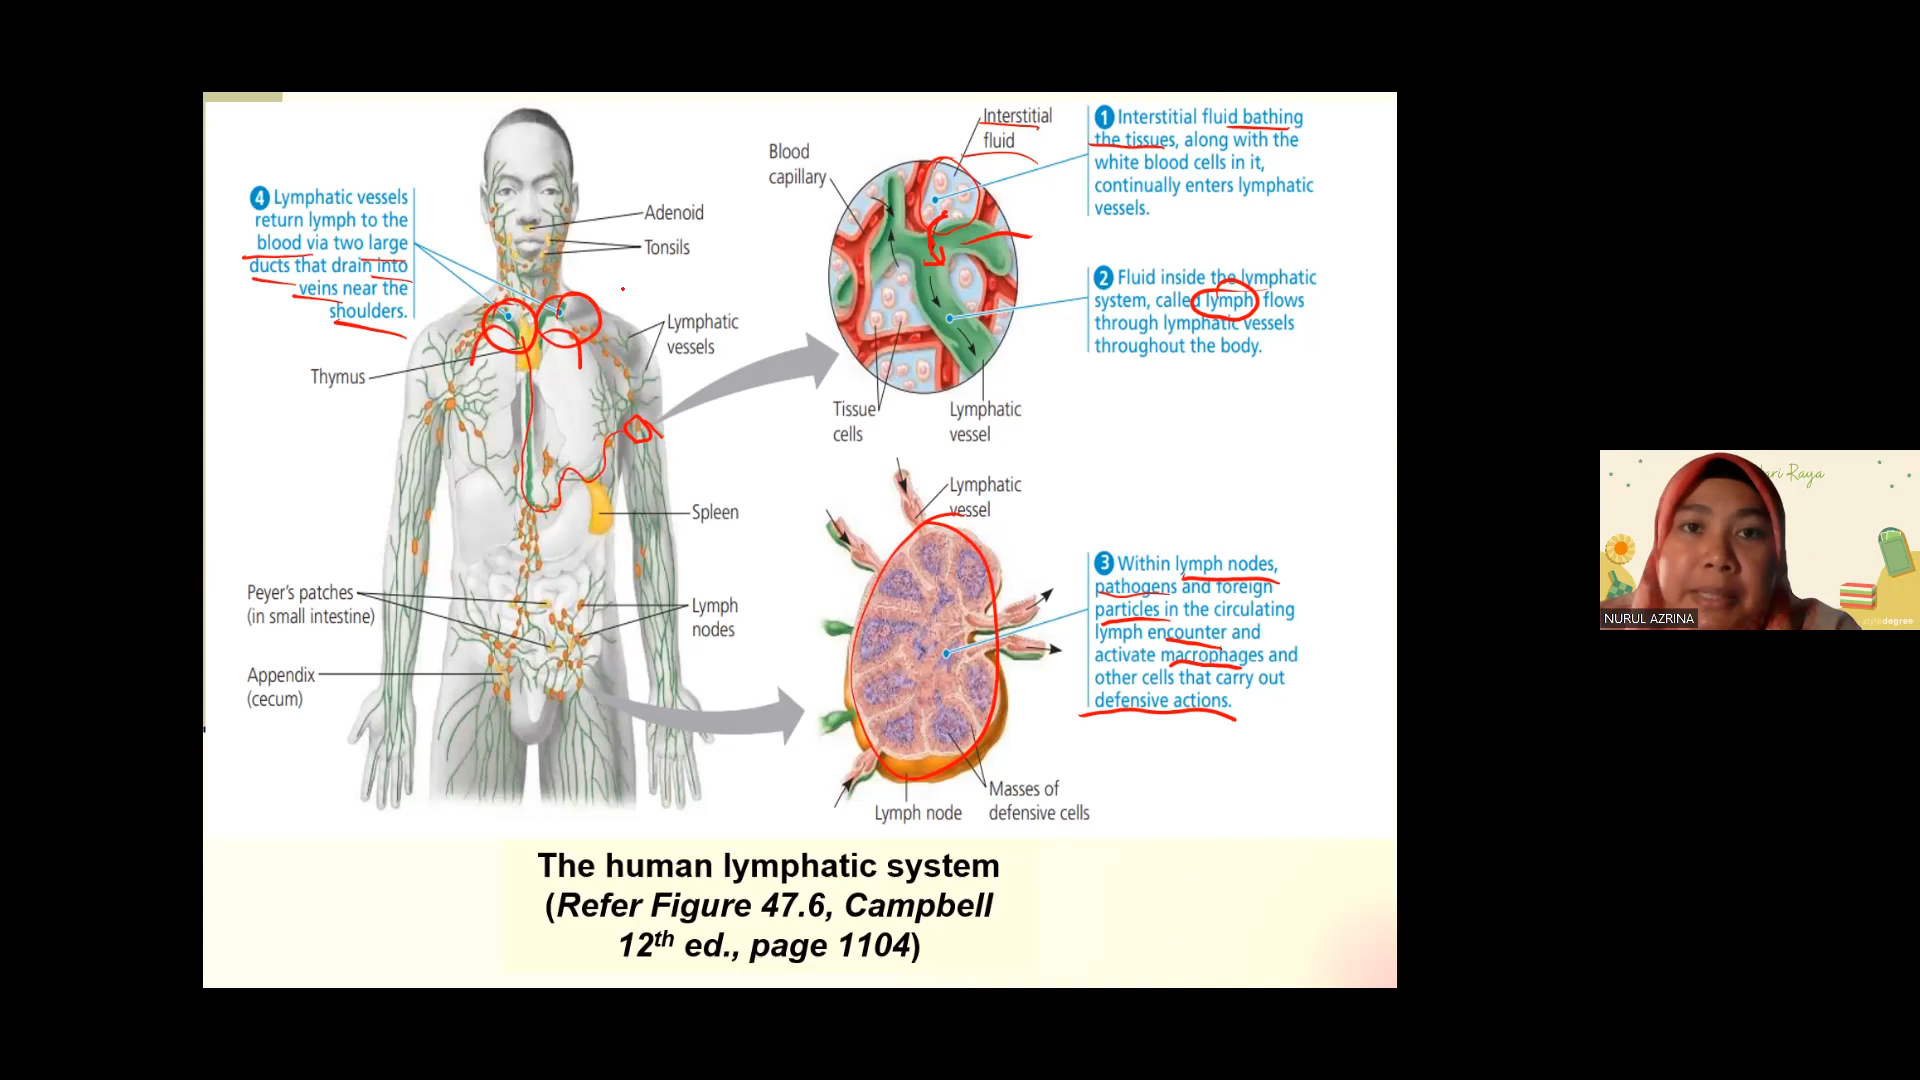 Interstitial
fluid
Blood
capillary
1 Interstitial fluid bathing
the tissues, along with the
white blood cells in it,
continually enters lymphatic
vessels.
4 Lymphatic vessels
return lymph to the
blood via two large
ducts that drain into
veins near the
shoulders.
Adenoid
Tonsils
2 Fluid inside the lymphatic
system, called lymph, flows
through lymphatic vessels
throughout the body.
Lymphatic
vessels
Thymus
Tissue
cells
Lymphatic
vessel
Lymphatic
vessel
Spleen
3 Within lymph nodes,
pathogens and foreign
particles in the circulating
lymph encounter and
activate macrophages and
other cells that carry out
defensive actions.
Peyer's patches
(in small intestine)
Lymph
nodes
Appendix
(cecum)
Masses of
defensive cells
Lymph node
The human lymphatic system
(Refer Figure 47.6, Campbell
12th ed., page 1104)
Raya
NURUL AZRINA
styledegree